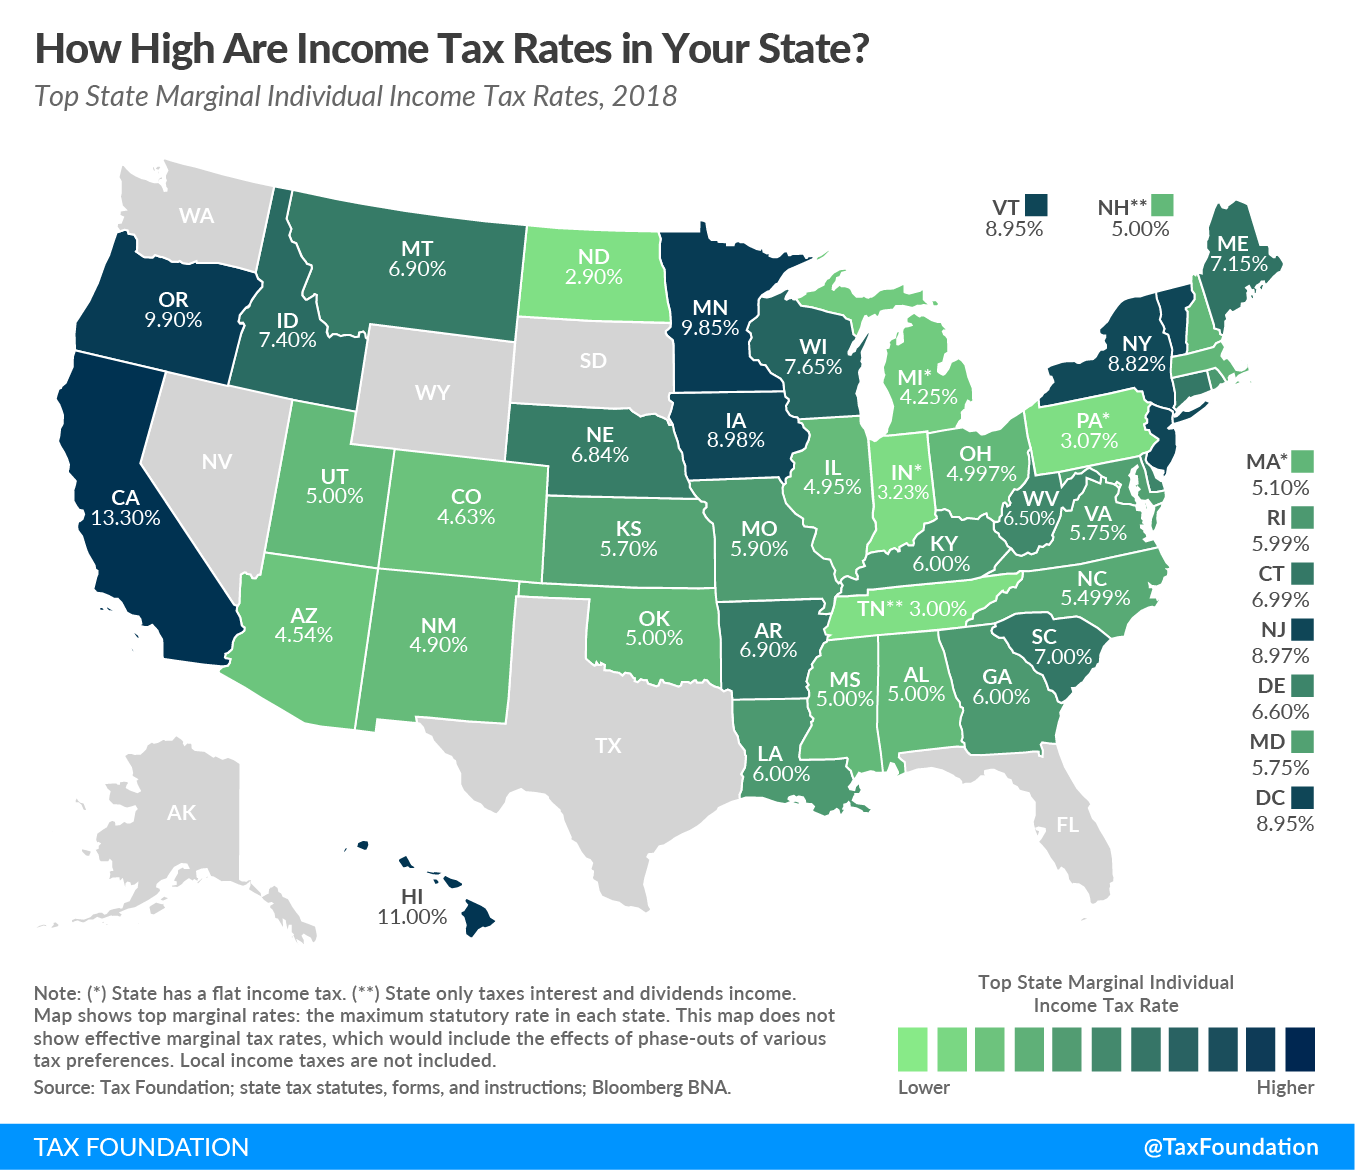 How High Are Income Tax Rates in Your State?
Top State Marginal Individual Income Tax Rates, 2018
WA
OR
9.90%
CA
13.30%
NV
ID
7.40%
MT
6.90%
WY
UT
5.00%
CO
4.63%
AZ
4.54%
NM
4.90%
ND
2.90%
SD
NE
6.84%
KS
5.70%
OK
5.00%
TX
MN
9.85%
IA
8.98%
MO
5.90%
AR
6.90%
LA
6.00%
WI
7.65%
IL
4.95%
MI*
4.25%
IN*
3.23%
OH
4.997%
KY
6.00%
TN** 3.00%
MS
5.00%
AL
5.00%
GA
6.00%
FL
SC
7.00%
NC
5.499%
VA
5.75%
WV
6.50%
PA*
3.07%
NY
8.82%
ME
7.15%
VT
8.95%
NH**
5.00%
MA*
5.10%
RI
5.99%
CT
6.99%
NJ
8.97%
DE
6.60%
MD
5.75%
DC
8.95%
AK
HI
11.00%
Note: (*) State has a flat income tax. (**) State only taxes interest and dividends income.
Map shows top marginal rates: the maximum statutory rate in each state. This map does not
show effective marginal tax rates, which would include the effects of phase-outs of various
tax preferences. Local income taxes are not included.
Source: Tax Foundation; state tax statutes, forms, and instructions; Bloomberg BNA.
Top State Marginal Individual
Income Tax Rate
Lower
Higher
TAX FOUNDATION
@TaxFoundation